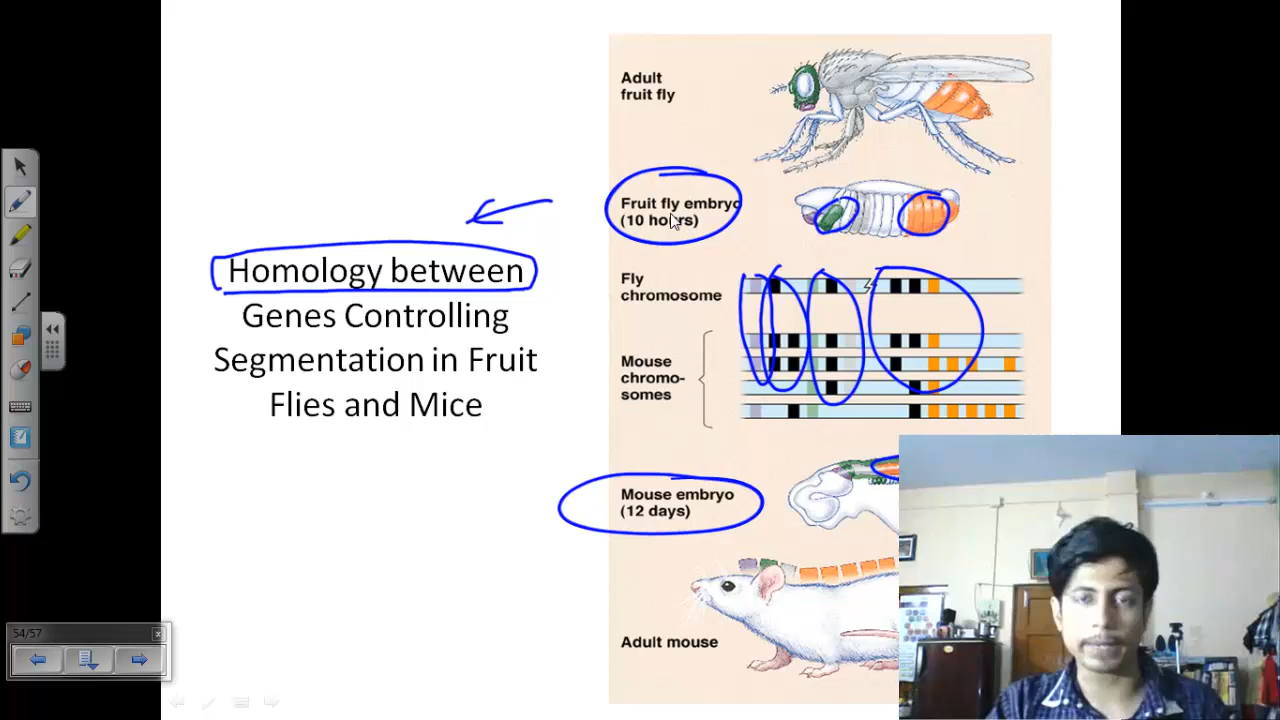 Homology between
Genes Controlling
Segmentation in Fruit
Flies and Mice
Adult
fruit fly
Fruit fly embryo
(10 hours)
Fly
chromosome
Mouse
chromo-
somes
Mouse embryo
(12 days)
Adult mouse
54/57